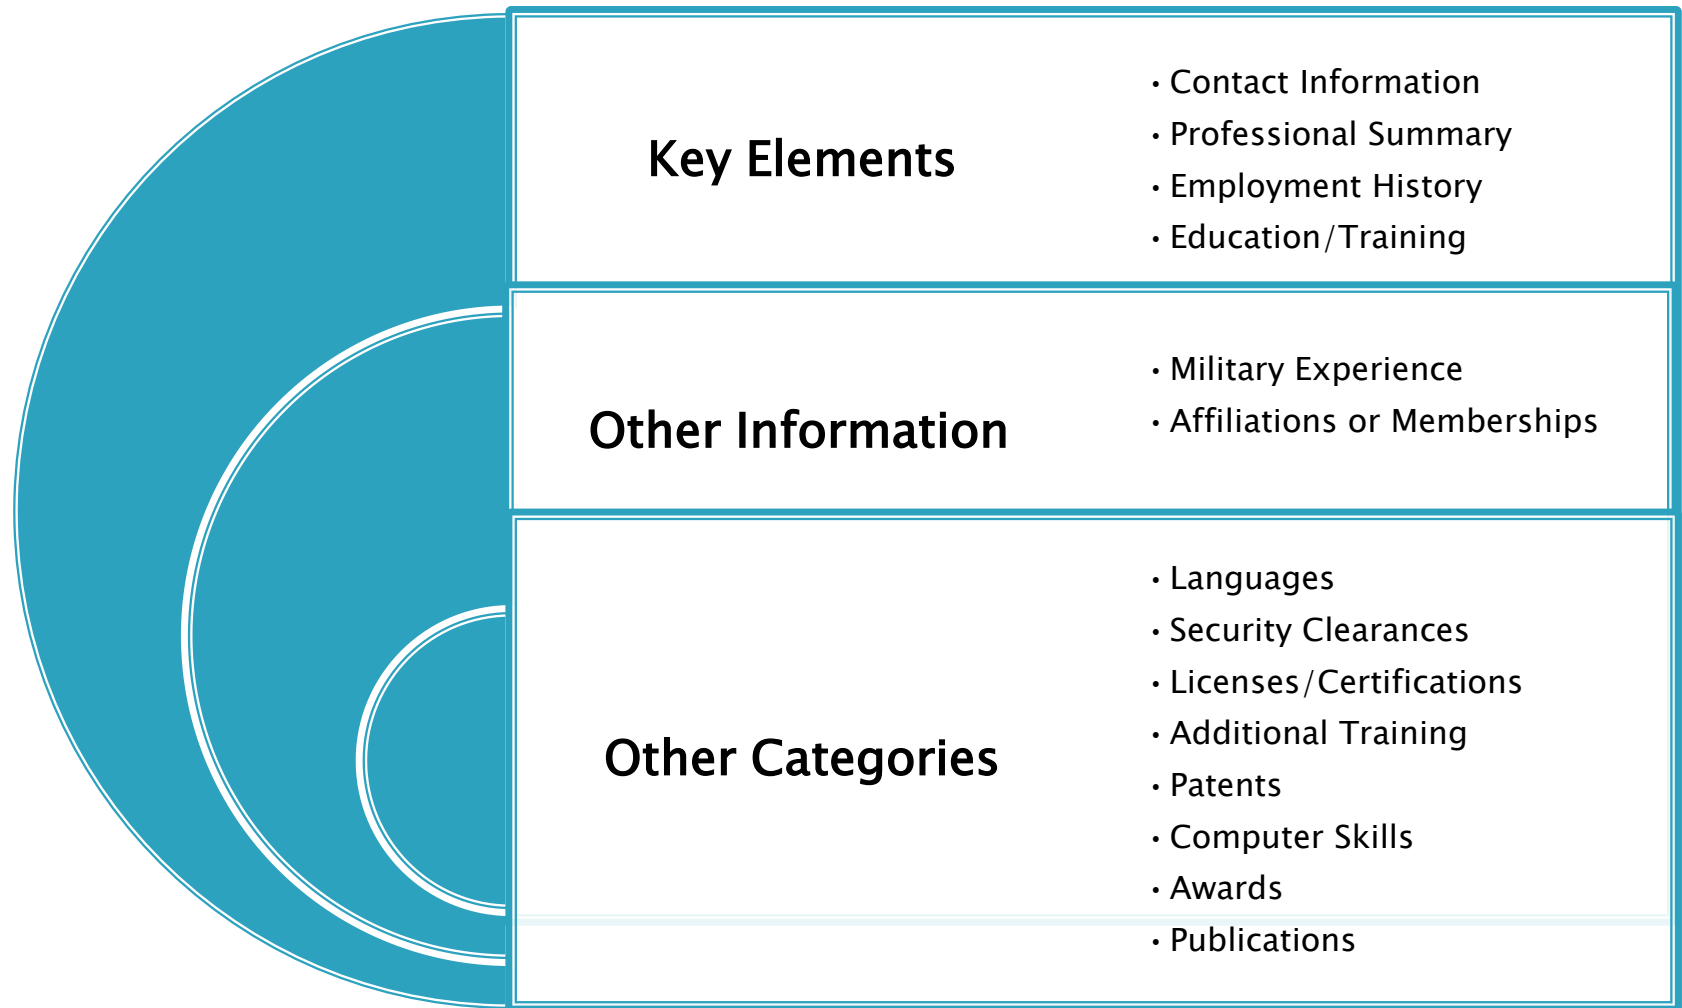 Key Elements
• Contact Information
• Professional Summary
• Employment History
• Education/Training
Other Information
• Military Experience
• Affiliations or Memberships
Other Categories
• Languages
• Security Clearances
• Licenses/Certifications
• Additional Training
• Patents
• Computer Skills
• Awards
• Publications